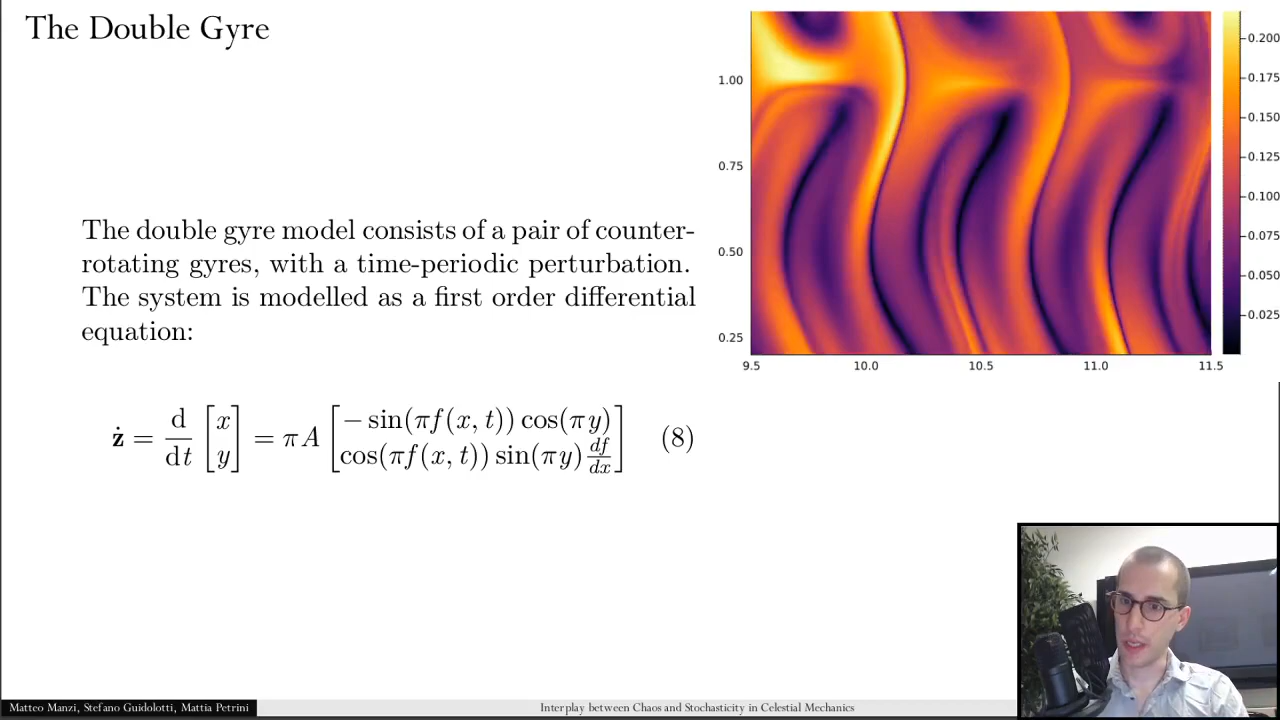 The Double Gyre
The double gyre model consists of a pair of counter-
rotating gyres, with a time-periodic perturbation.
The system is modelled as a first order differential
equation:
ż = d/dt [x y] = πA [− sin(πf(x, t)) cos(πy) cos(πf(x, t)) sin(πy) df/dx] (8)
1.00
0.75
0.50
0.25
9.5 10.0 10.5 11.0 11.5
0.200
0.175
0.150
0.125
0.100
0.075
0.050
0.025
Matteo Manzi, Stefano Guidolotti, Mattia Petrini
Interplay between Chaos and Stochasticity in Celestial Mechanics